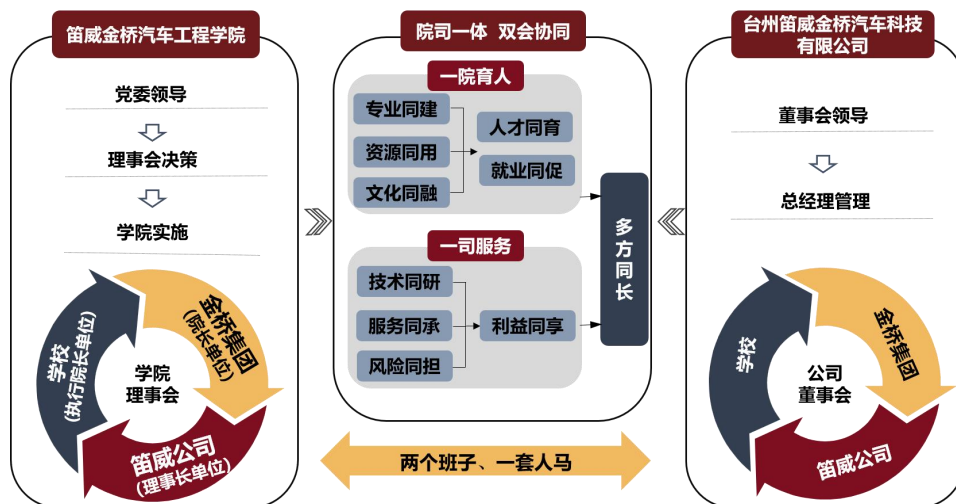 笛威金桥汽车工程学院
党委领导
理事会决策
学院实施
金桥集团
(院长单位)
学校
(执行院长单位)
笛威公司
(理事长单位)
学院
理事会
院司一体 双会协同
一院育人
专业同建
资源同用
文化同融
人才同育
就业同促
一司服务
技术同研
服务同承
风险同担
利益同享
多方同长
两个班子、一套人马
台州笛威金桥汽车科技
有限公司
董事会领导
总经理管理
学校
金桥集团
笛威公司
公司
董事会